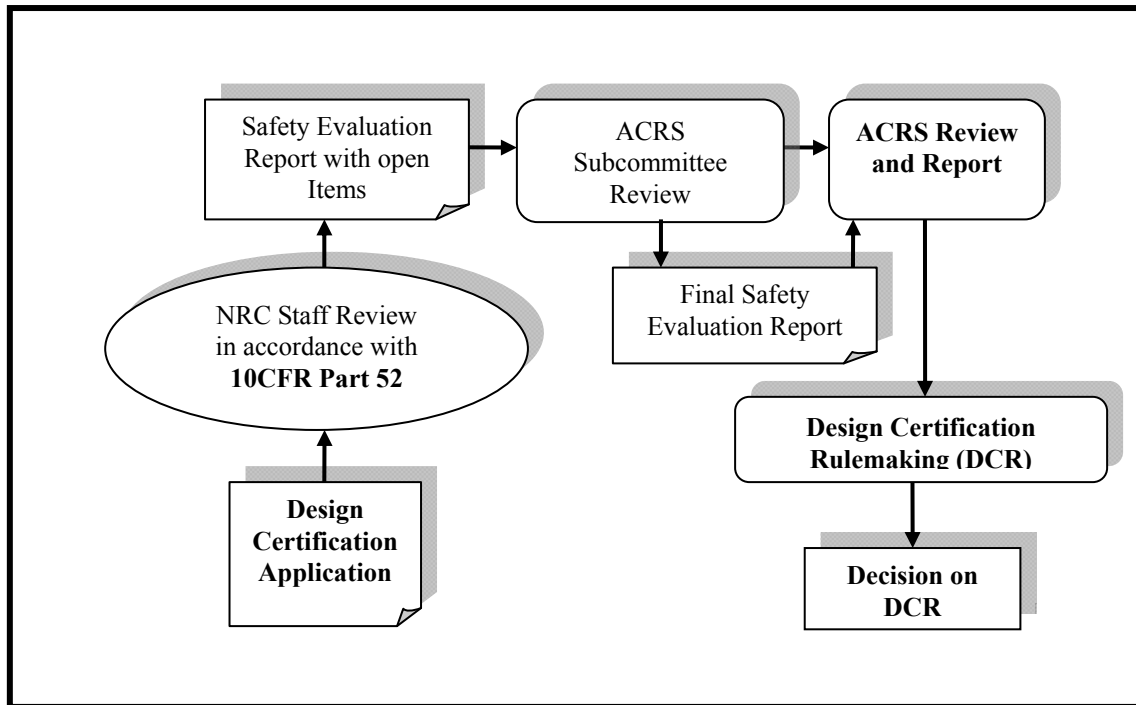 Safety Evaluation
Report with open
Items
ACRS
Subcommittee
Review
ACRS Review
and Report
NRC Staff Review
in accordance with
10CFR Part 52
Final Safety
Evaluation Report
Design Certification
Rulemaking (DCR)
Design
Certification
Application
Decision on
DCR